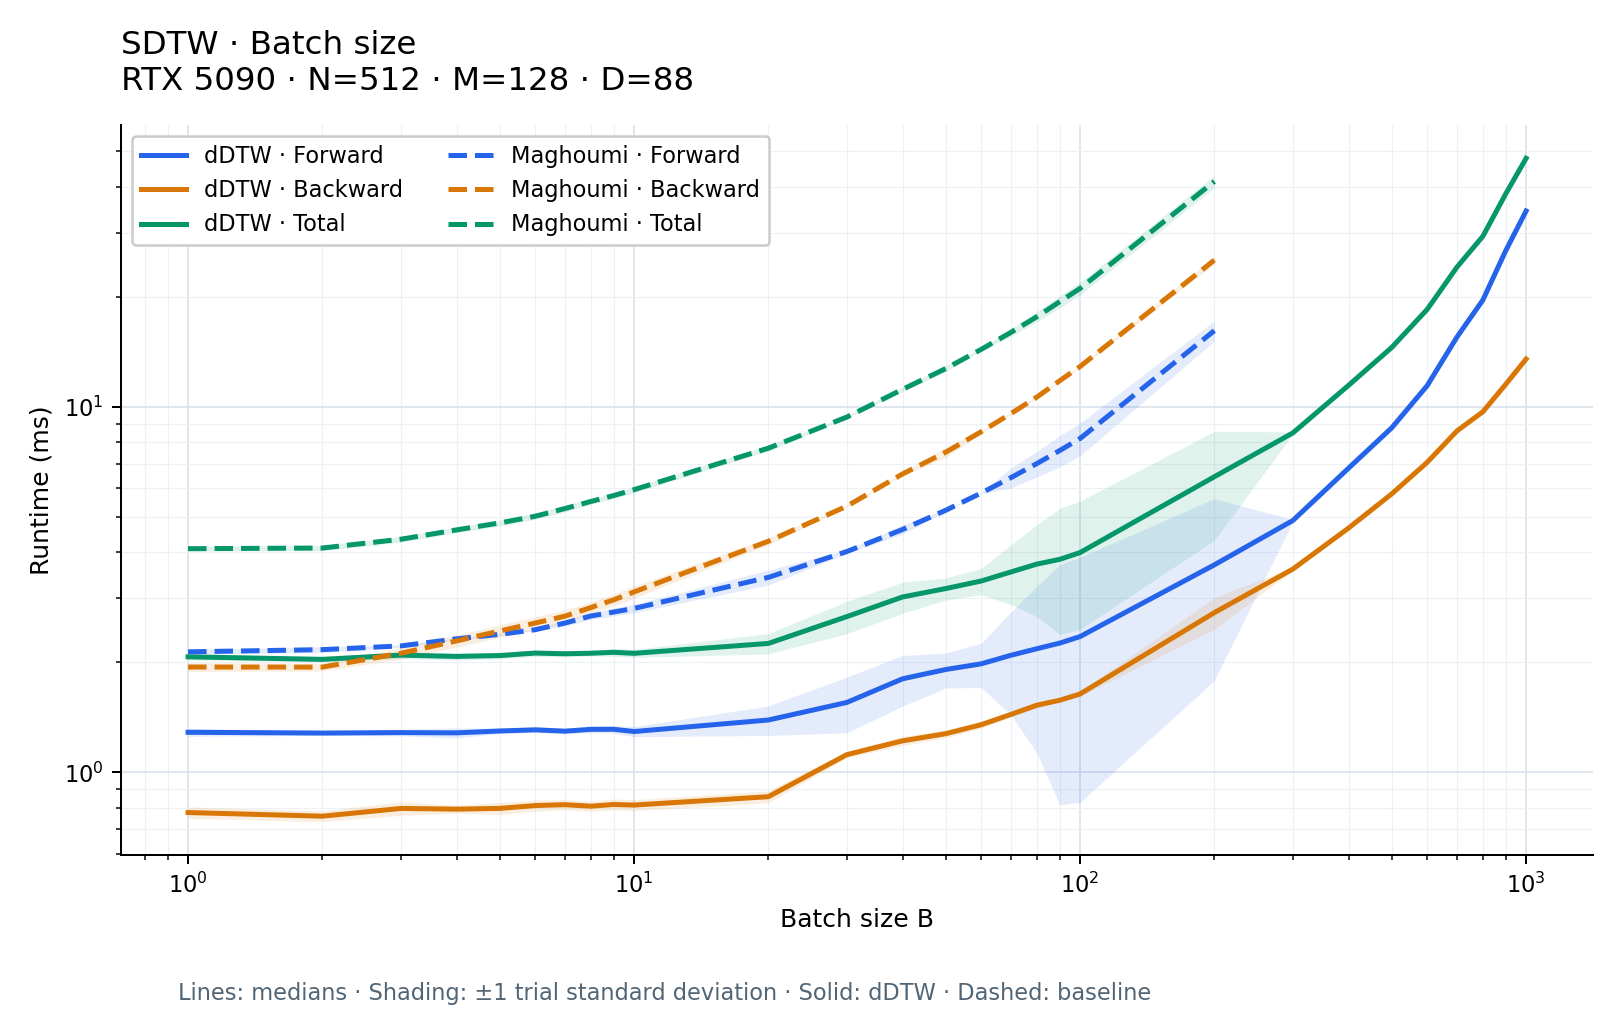 SDTW · Batch size
RTX 5090 · N=512 · M=128 · D=88
dDTW · Forward
dDTW · Backward
dDTW · Total
Maghoumi · Forward
Maghoumi · Backward
Maghoumi · Total
Runtime (ms)
10¹
10⁰
10⁰ 10¹ 10² 10³
Batch size B
Lines: medians · Shading: ±1 trial standard deviation · Solid: dDTW · Dashed: baseline